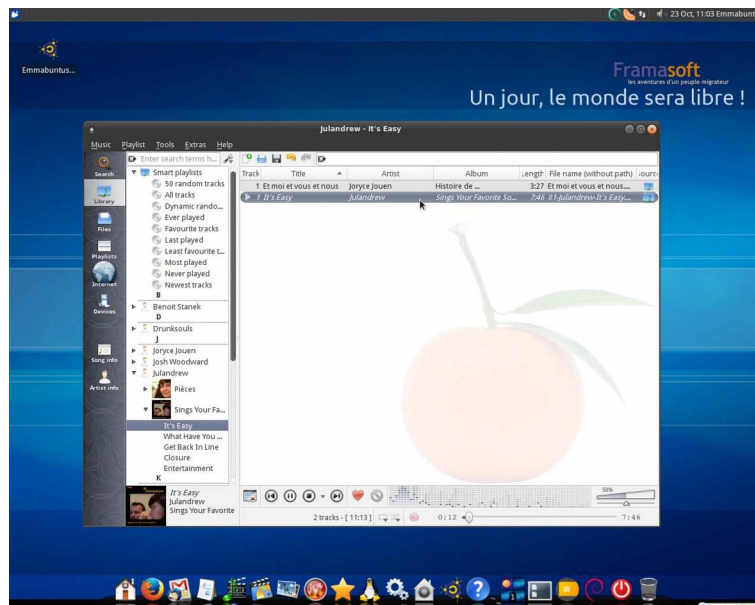 23 Oct, 11:03 Emmabunt
Emmabuntus...
Framasoft
les aventures d'un peuple migrateur
Un jour, le monde sera libre !
Julandrew - It's Easy
Music Playlist Tools Extras Help
Enter search terms h...
Search
Library
Files
Playlists
Internet
Devices
Song info
Artist info
Smart playlists
50 random tracks
All tracks
Dynamic rando...
Ever played
Favourite tracks
Last played
Least favourite t...
Most played
Never played
Newest tracks
B
Benoit Stanek
D
Drunksouls
J
Joryce Jouen
Josh Woodward
Julandrew
Pièces
Sings Your Fa...
It's Easy
What Have You ...
Get Back In Line
Closure
Entertainment
K
Track Title Artist Album Length File name (without path) ource
1 Et moi et vous et nous Joryce Jouen Histoire de ... 3:27 Et moi et vous et nous....
1 It's Easy Julandrew Sings Your Favorite So... 7:46 01-Julandrew-It's Easy....
It's Easy
Julandrew
Sings Your Favorite
50%
2 tracks - [ 11:13 ]
0:12
7:46